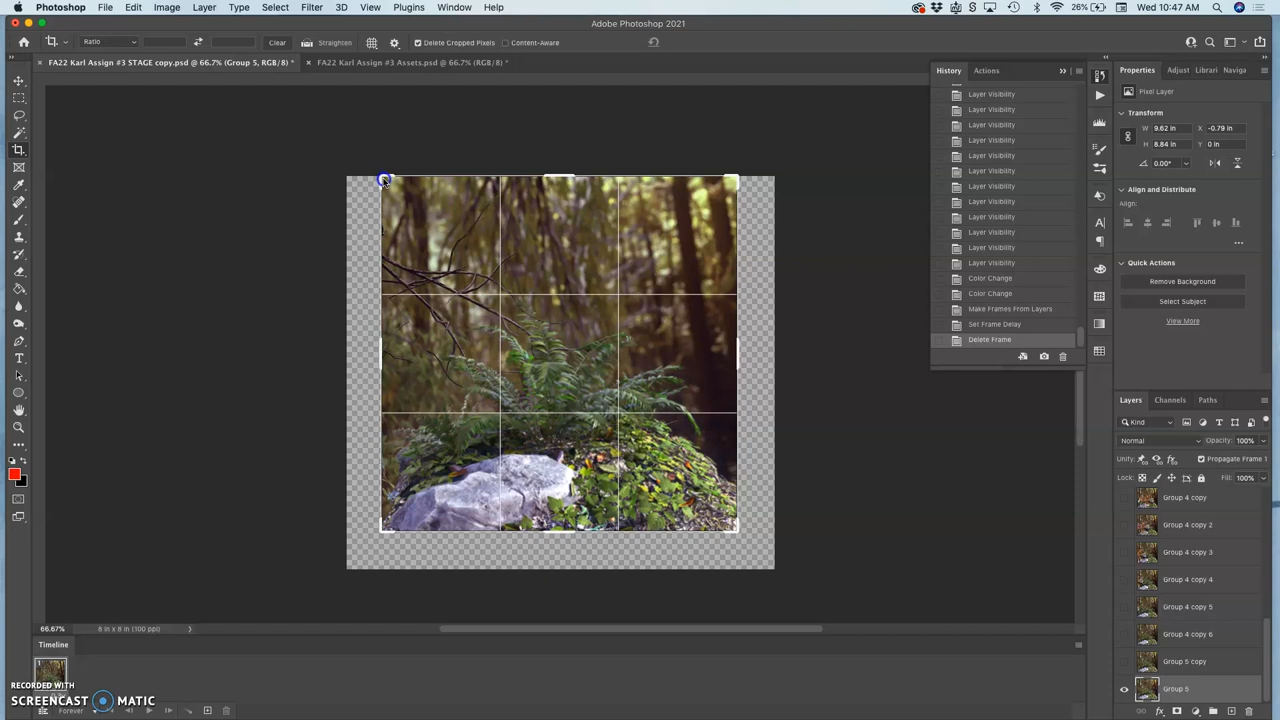 Photoshop File Edit Image Layer Type Select Filter 3D View Plugins Window Help 26% Wed 10:47 AM
Adobe Photoshop 2021
Ratio Clear Straighten Delete Cropped Pixels Content-Aware
FA22 Karl Assign #3 STAGE copy.psd @ 66.7% (Group 5, RGB/8) * FA22 Karl Assign #3 Assets.psd @ 66.7% (RGB/8) *
History Actions
Layer Visibility
Layer Visibility
Layer Visibility
Layer Visibility
Layer Visibility
Layer Visibility
Layer Visibility
Layer Visibility
Layer Visibility
Layer Visibility
Layer Visibility
Layer Visibility
Color Change
Color Change
Make Frames From Layers
Set Frame Delay
Delete Frame
Properties Adjust Librari Naviga
Pixel Layer
Transform
W 9.62 in X -0.79 in
H 8.84 in Y 0 in
0.00°
Align and Distribute
Align:
Quick Actions
Remove Background
Select Subject
View More
Layers Channels Paths
Kind
Normal Opacity: 100%
Unify: Propagate Frame 1
Lock: Fill: 100%
Group 4 copy
Group 4 copy 2
Group 4 copy 3
Group 4 copy 4
Group 4 copy 5
Group 4 copy 6
Group 5 copy
Group 5
66.67% 8 in x 8 in (100 ppi)
Timeline
1
RECORDED WITH
SCREENCAST MATIC
Forever